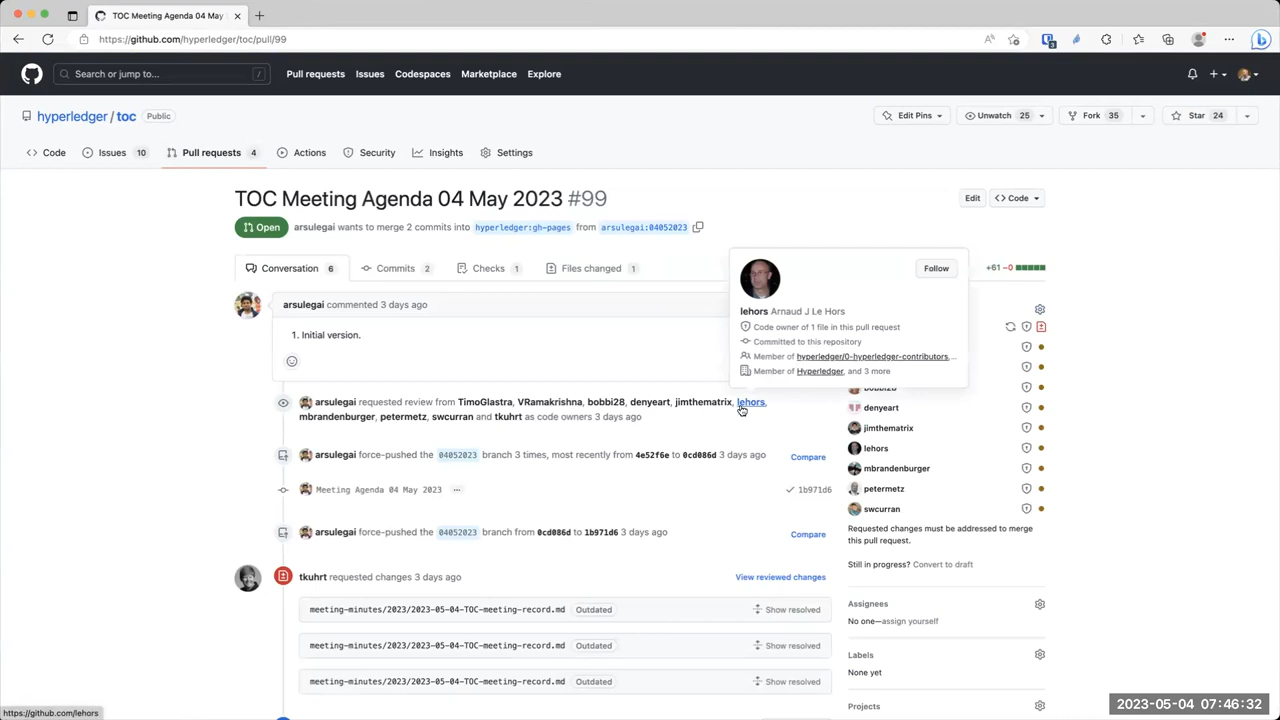 TOC Meeting Agenda 04 May
https://github.com/hyperledger/toc/pull/99
3
Search or jump to...
/
Pull requests
Issues
Codespaces
Marketplace
Explore
hyperledger / toc
Public
Edit Pins
Unwatch 25
Fork 35
Star 24
Code
Issues 10
Pull requests 4
Actions
Security
Insights
Settings
TOC Meeting Agenda 04 May 2023 #99
Edit
<> Code
Open
arsulegai wants to merge 2 commits into hyperledger:gh-pages from arsulegai:04052023
Conversation 6
Commits 2
Checks 1
Files changed 1
+61 −0
arsulegai commented 3 days ago
1. Initial version.
Follow
lehors Arnaud J Le Hors
Code owner of 1 file in this pull request
Committed to this repository
Member of hyperledger/0-hyperledger-contributors,...
Member of Hyperledger, and 3 more
arsulegai requested review from TimoGlastra, VRamakrishna, bobbi28, denyeart, jimthematrix, lehors,
mbrandenburger, petermetz, swcurran and tkuhrt as code owners 3 days ago
arsulegai force-pushed the 04052023 branch 3 times, most recently from 4e52f6e to 0cd086d 3 days ago
Compare
Meeting Agenda 04 May 2023
1b971d6
arsulegai force-pushed the 04052023 branch from 0cd086d to 1b971d6 3 days ago
Compare
tkuhrt requested changes 3 days ago
View reviewed changes
meeting-minutes/2023/2023-05-04-TOC-meeting-record.md Outdated
Show resolved
meeting-minutes/2023/2023-05-04-TOC-meeting-record.md Outdated
Show resolved
meeting-minutes/2023/2023-05-04-TOC-meeting-record.md Outdated
Show resolved
bobbi28
denyeart
jimthematrix
lehors
mbrandenburger
petermetz
swcurran
Requested changes must be addressed to merge
this pull request.
Still in progress? Convert to draft
Assignees
No one—assign yourself
Labels
None yet
Projects
https://github.com/lehors
2023-05-04 07:46:32